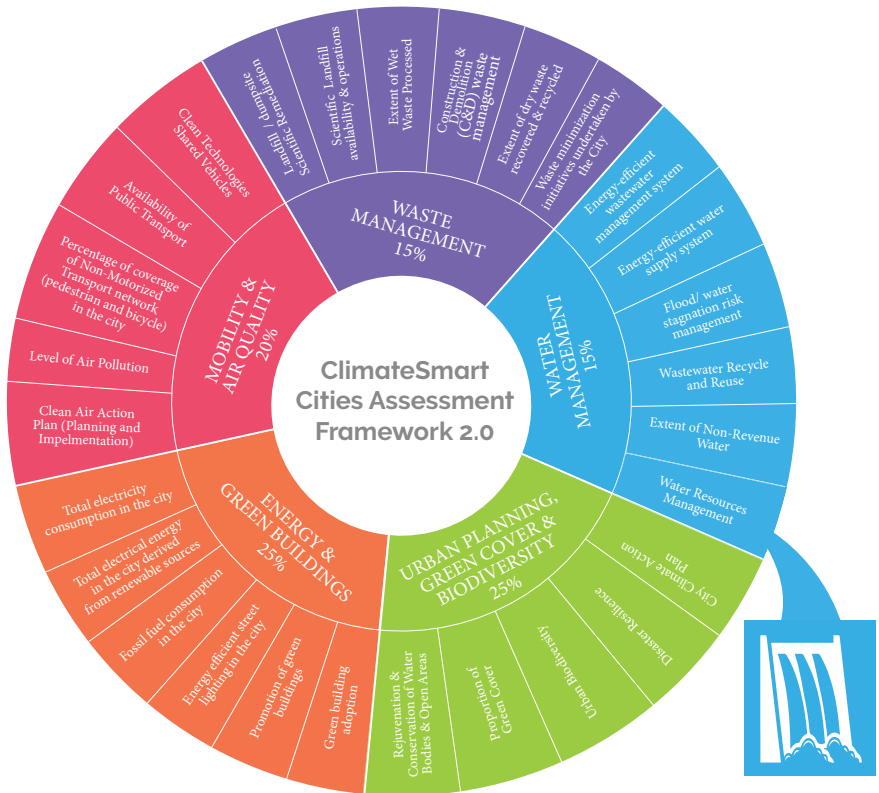 ClimateSmart
Cities Assessment
Framework 2.0
WASTE
MANAGEMENT
15%
Landfill / dumpsite
Scientific Remediation
Scientific Landfill
availability & operations
Extent of Wet
Waste Processed
Construction &
Demolition
(C&D) waste
management
Extent of dry waste
recovered & recycled
Waste minimization
initiatives undertaken by
the City
WATER
MANAGEMENT
15%
Energy-efficient
wastewater
management system
Energy-efficient water
supply system
Flood/ water
stagnation risk
management
Wastewater Recycle
and Reuse
Extent of Non-Revenue
Water
Water Resources
Management
URBAN PLANNING,
GREEN COVER &
BIODIVERSITY
25%
City Climate Action
Plan
Disaster Resilience
Urban Biodiversity
Proportion of
Green Cover
Rejuvenation &
Conservation of Water
Bodies & Open Areas
ENERGY &
GREEN BUILDINGS
25%
Green building
adoption
Promotion of green
buildings
Energy efficient street
lighting in the city
Fossil fuel consumption
in the city
Total electrical energy
in the city derived
from renewable sources
Total electricity
consumption in the city
MOBILITY &
AIR QUALITY
20%
Clean Air Action
Plan (Planning and
Impelmentation)
Level of Air Pollution
Percentage of coverage
of Non-Motorized
Transport network
(pedestrian and bicycle)
in the city
Availability of
Public Transport
Clean Technologies
Shared Vehicles